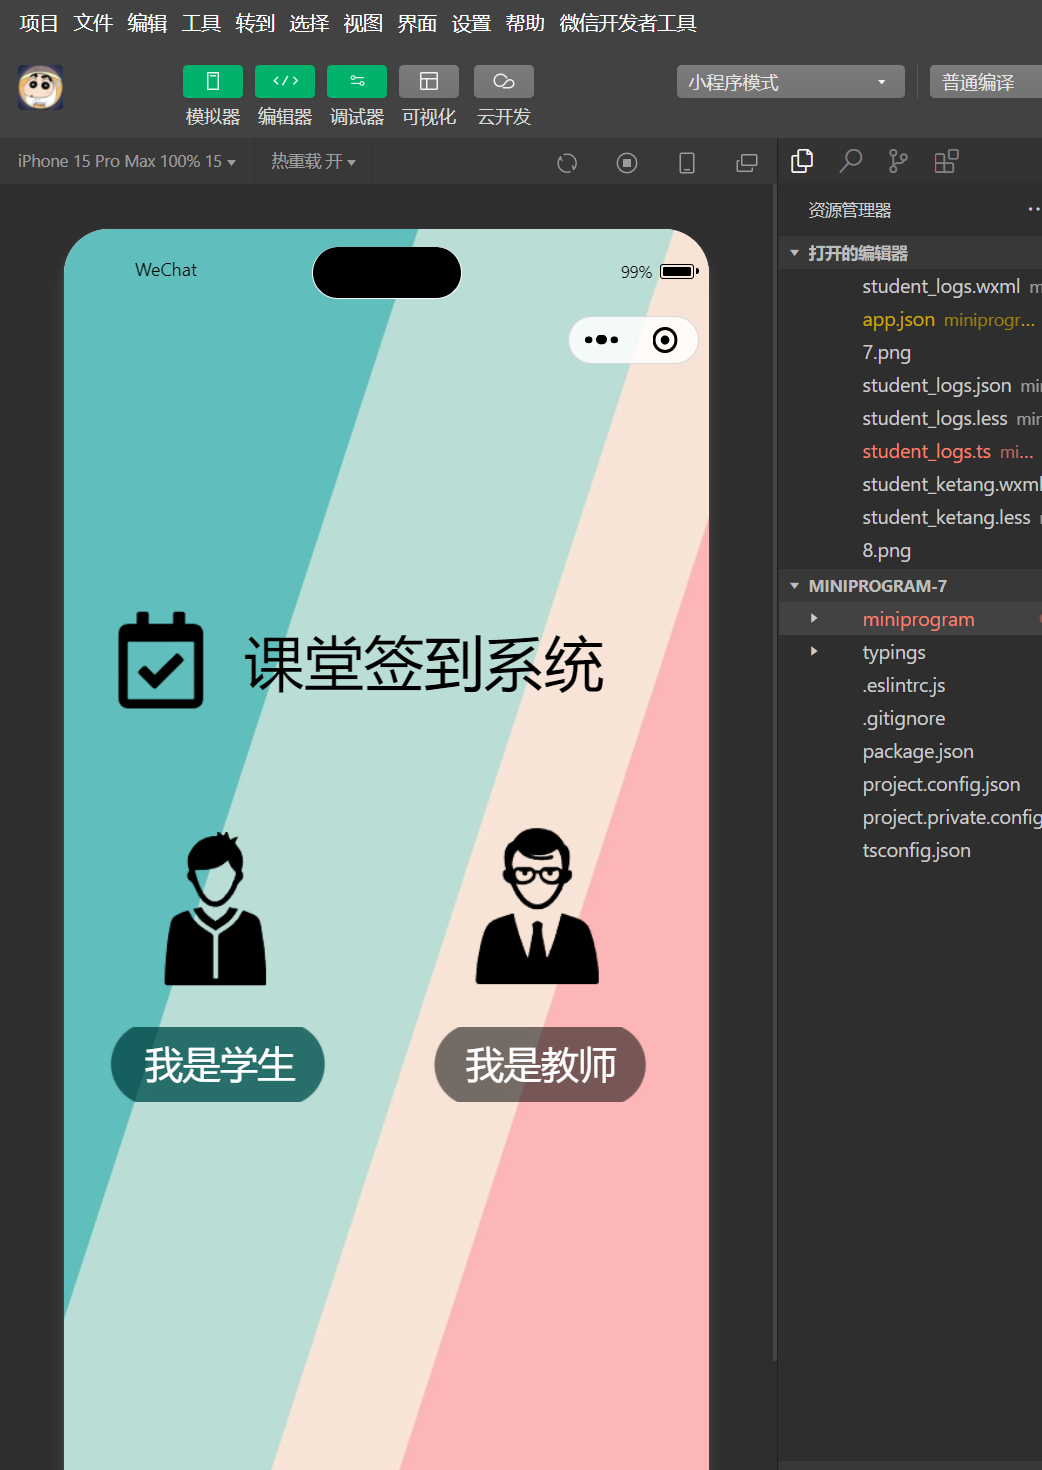 项目 文件 编辑 工具 转到 选择 视图 界面 设置 帮助 微信开发者工具
模拟器 编辑器 调试器 可视化 云开发
小程序模式 普通编译
iPhone 15 Pro Max 100% 15 热重载 开
WeChat
99%
课堂签到系统
我是学生 我是教师
资源管理器
打开的编辑器
student_logs.wxml m
app.json miniprogr...
7.png
student_logs.json mi
student_logs.less mi
student_logs.ts mi...
student_ketang.wxml
student_ketang.less
8.png
MINIPROGRAM-7
miniprogram
typings
.eslintrc.js
.gitignore
package.json
project.config.json
project.private.config
tsconfig.json